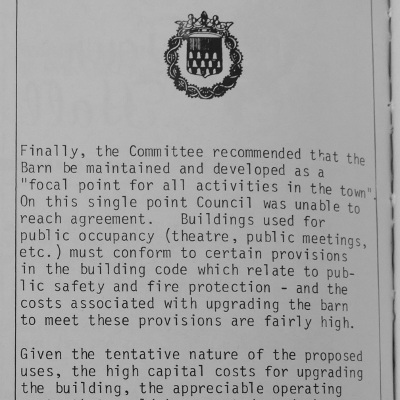 Finally, the Committee recommended that the
Barn be maintained and developed as a
"focal point for all activities in the town".
On this single point Council was unable to
reach agreement. Buildings used for
public occupancy (theatre, public meetings,
etc.) must conform to certain provisions
in the building code which relate to pub-
lic safety and fire protection - and the
costs associated with upgrading the barn
to meet these provisions are fairly high.
Given the tentative nature of the proposed
uses, the high capital costs for upgrading
the building, the appreciable operating